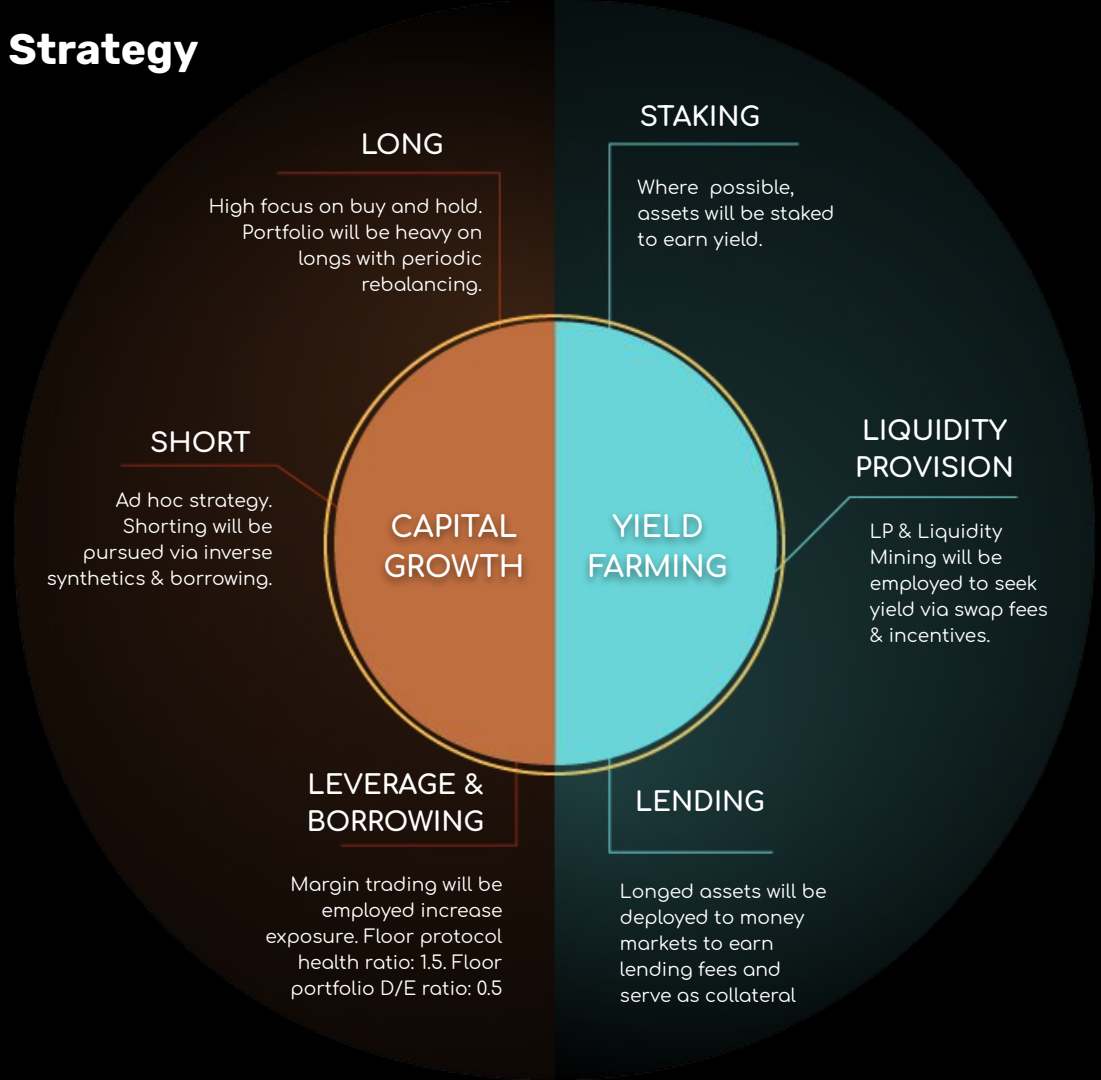 Strategy
LONG
High focus on buy and hold.
Portfolio will be heavy on
longs with periodic
rebalancing.
SHORT
Ad hoc strategy.
Shorting will be
pursued via inverse
synthetics & borrowing.
LEVERAGE &
BORROWING
Margin trading will be
employed increase
exposure. Floor protocol
health ratio: 1.5. Floor
portfolio D/E ratio: 0.5
CAPITAL
GROWTH
YIELD
FARMING
STAKING
Where possible,
assets will be staked
to earn yield.
LIQUIDITY
PROVISION
LP & Liquidity
Mining will be
employed to seek
yield via swap fees
& incentives.
LENDING
Longed assets will be
deployed to money
markets to earn
lending fees and
serve as collateral